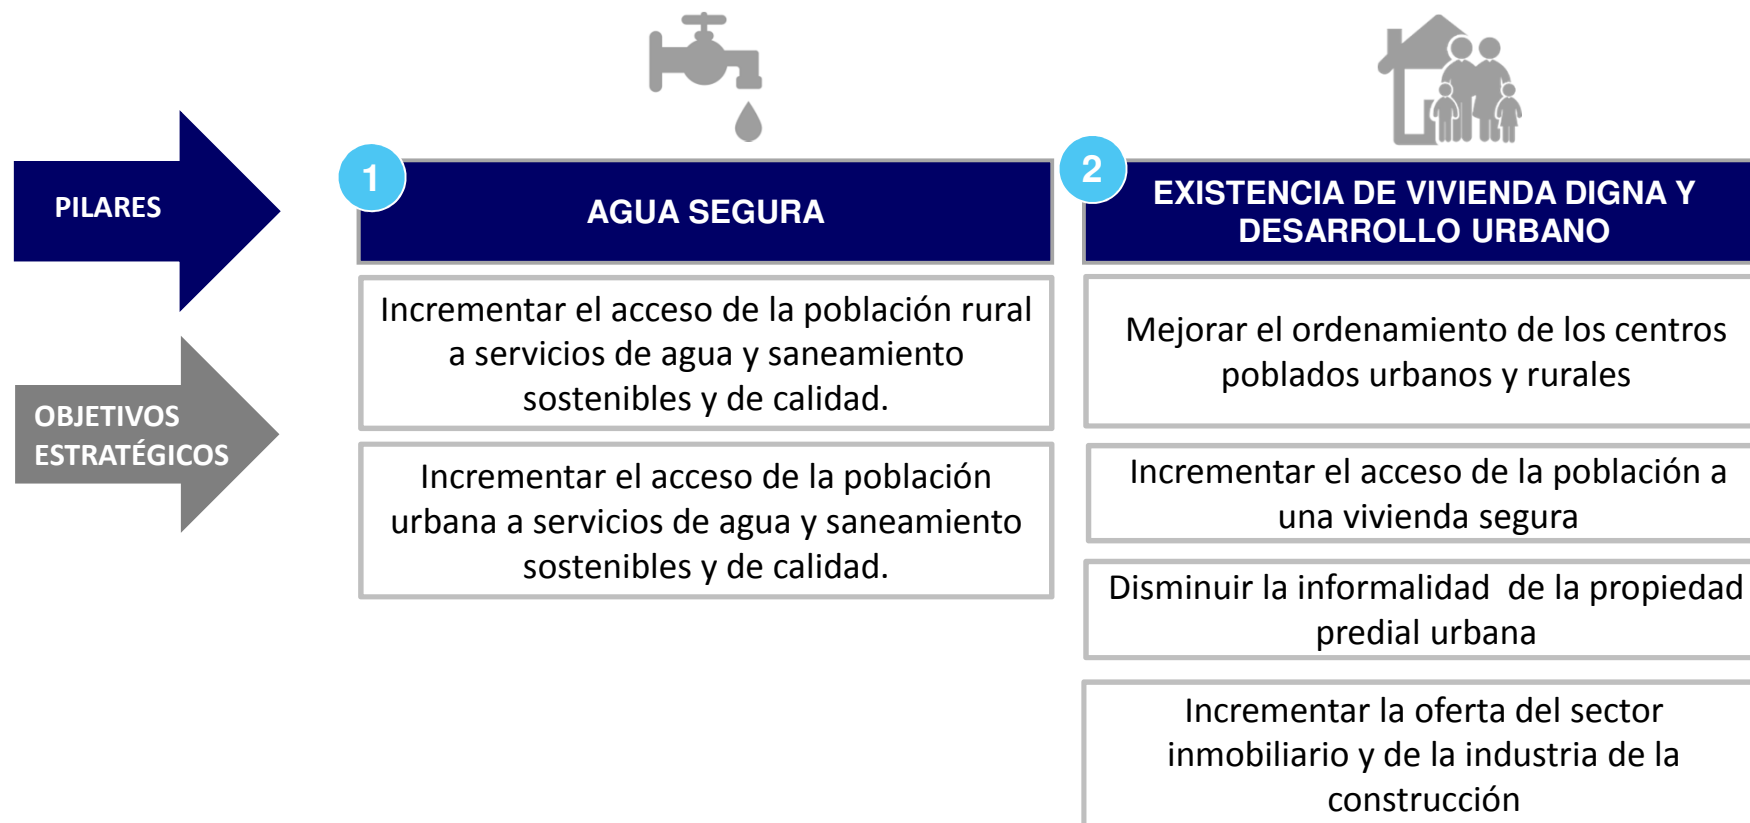 PILARES
1
AGUA SEGURA
2
EXISTENCIA DE VIVIENDA DIGNA Y
DESARROLLO URBANO
OBJETIVOS
ESTRATÉGICOS
Incrementar el acceso de la población rural
a servicios de agua y saneamiento
sostenibles y de calidad.
Incrementar el acceso de la población
urbana a servicios de agua y saneamiento
sostenibles y de calidad.
Mejorar el ordenamiento de los centros
poblados urbanos y rurales
Incrementar el acceso de la población a
una vivienda segura
Disminuir la informalidad  de la propiedad
predial urbana
Incrementar la oferta del sector
inmobiliario y de la industria de la
construcción